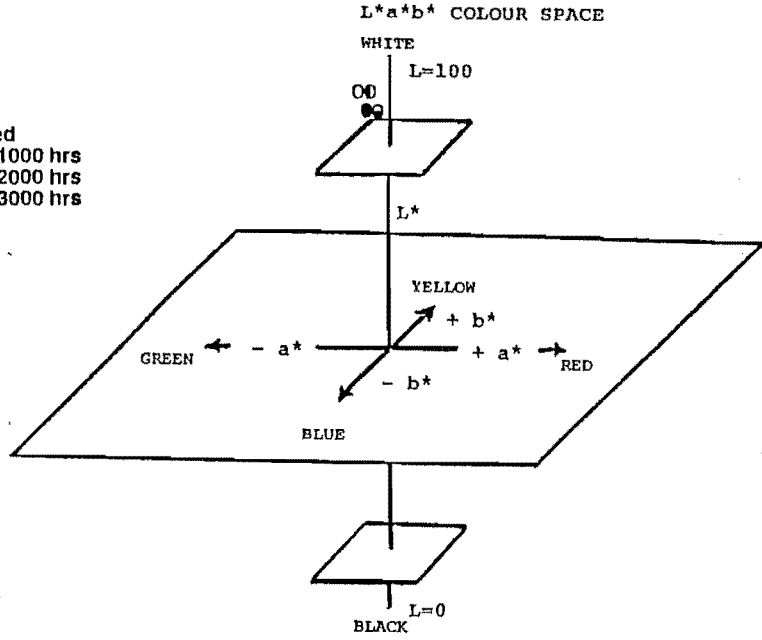 L*a*b* COLOUR SPACE
WHITE
L=100
ed
1000 hrs
2000 hrs
3000 hrs
L*
YELLOW
+ b*
GREEN
- a*
+ a*
RED
- b*
BLUE
L=0
BLACK